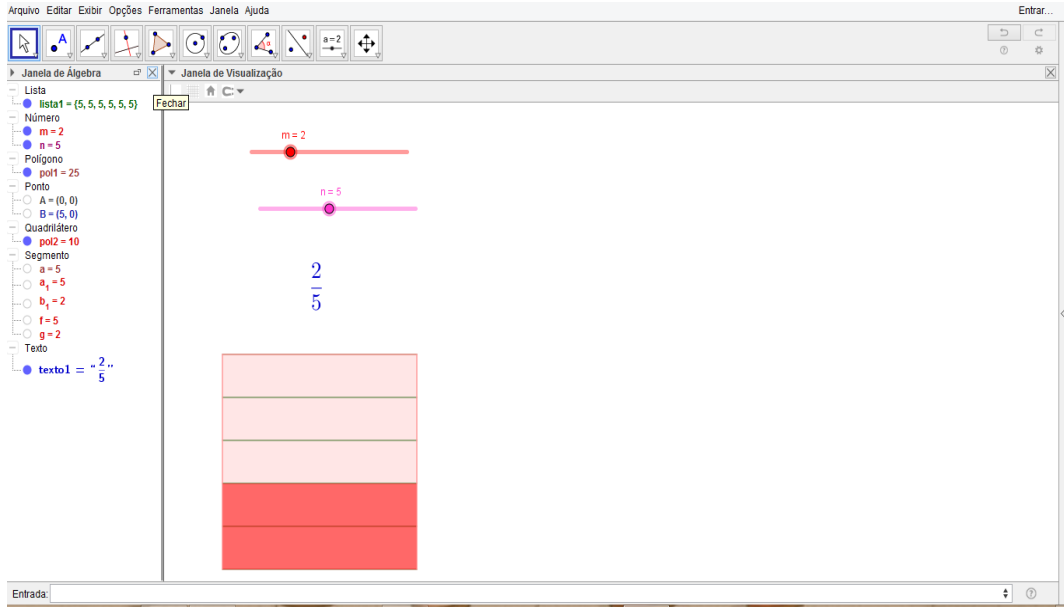 Arquivo Editar Exibir Opções Ferramentas Janela Ajuda Entrar...
A
α
a=2
Janela de Álgebra
Janela de Visualização
Fechar
Lista
lista1 = {5, 5, 5, 5, 5, 5}
Número
m = 2
n = 5
Polígono
pol1 = 25
Ponto
A = (0, 0)
B = (5, 0)
Quadrilátero
pol2 = 10
Segmento
a = 5
a₁ = 5
b₁ = 2
f = 5
g = 2
Texto
texto1 = “2/5”
m = 2
n = 5
2
5
Entrada: